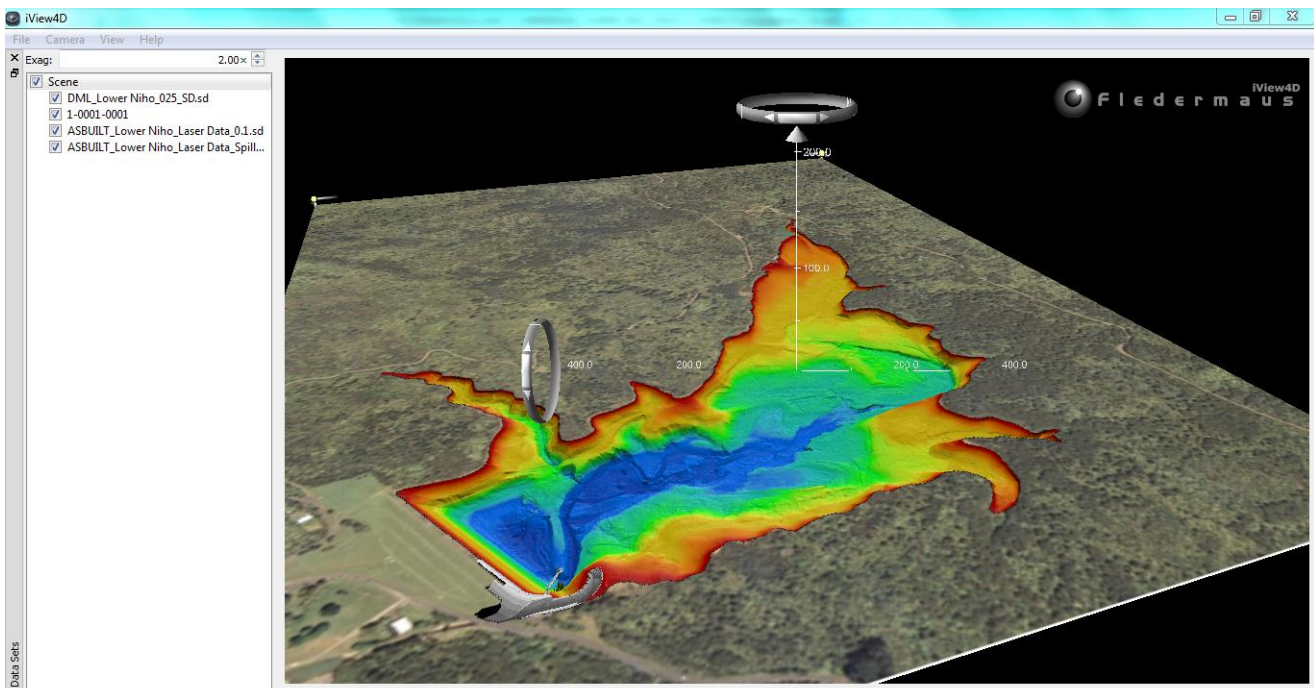 iView4D
File Camera View Help
Exag: 2.00×
Scene
DML_Lower Niho_025_SD.sd
1-0001-0001
ASBUILT_Lower Niho_Laser Data_0.1.sd
ASBUILT_Lower Niho_Laser Data_Spill...
Data Sets
iView4D
Fledermaus
200.0
100.0
400.0 200.0 200.0 400.0